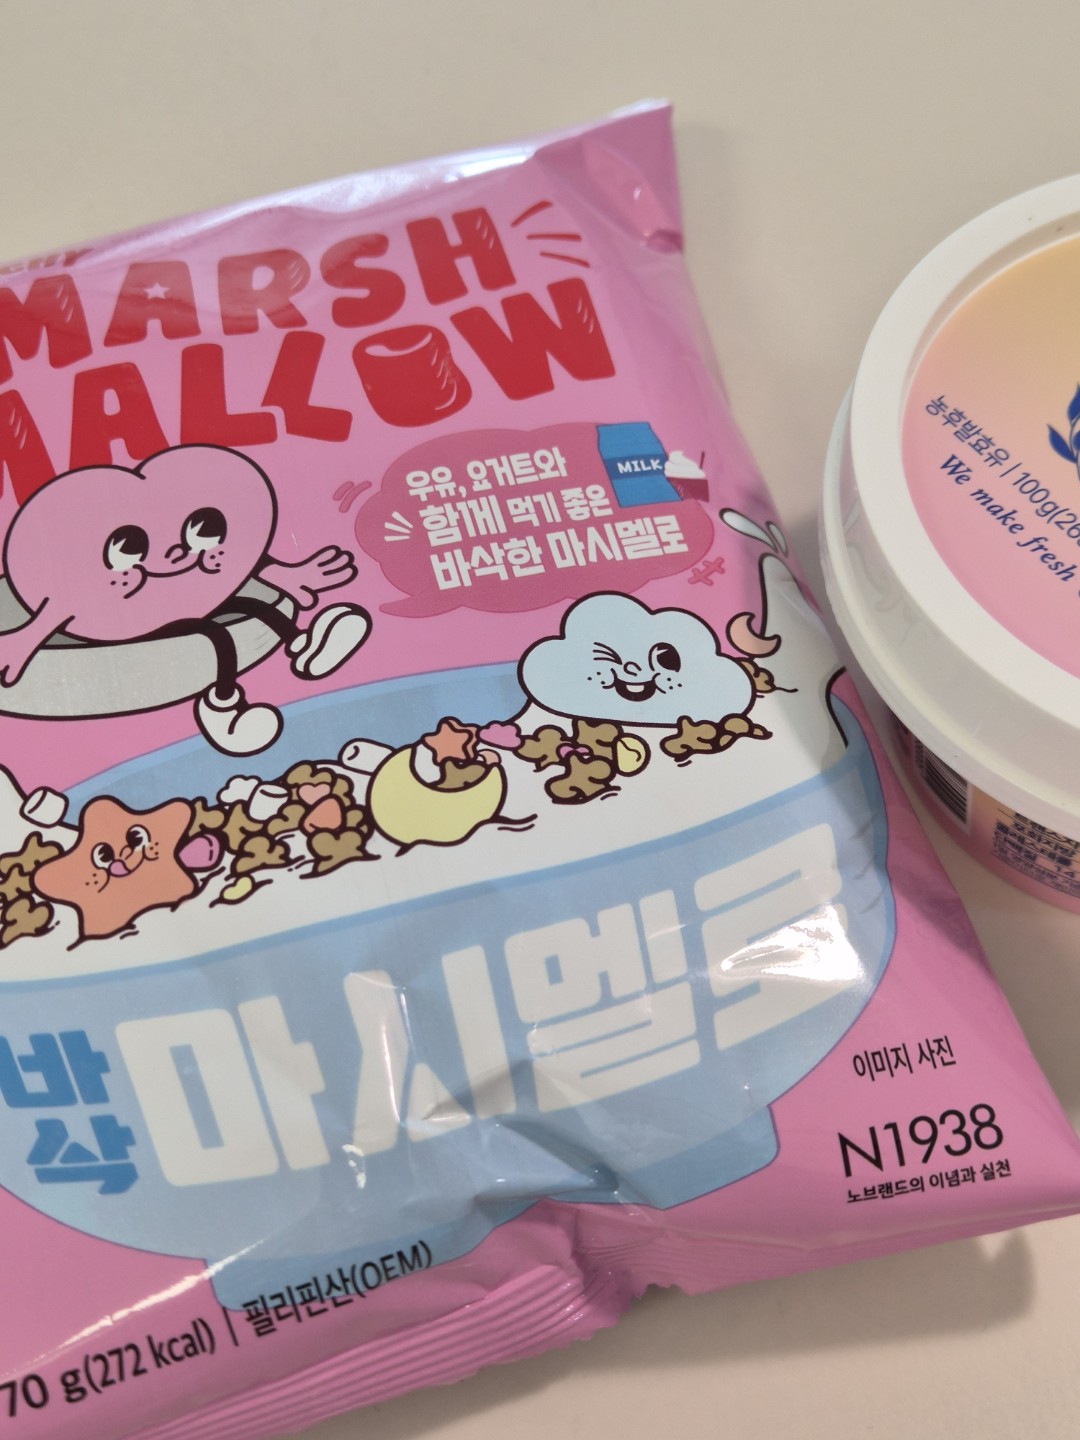 MARSH
MALLOW
우유, 요거트와
함께 먹기 좋은
바삭한 마시멜로
MILK
바삭
마시멜로
이미지 사진
N1938
노브랜드의 이념과 실천
70 g(272 kcal) | 필리핀산(OEM)
농후발효유 | 100g
We make fresh